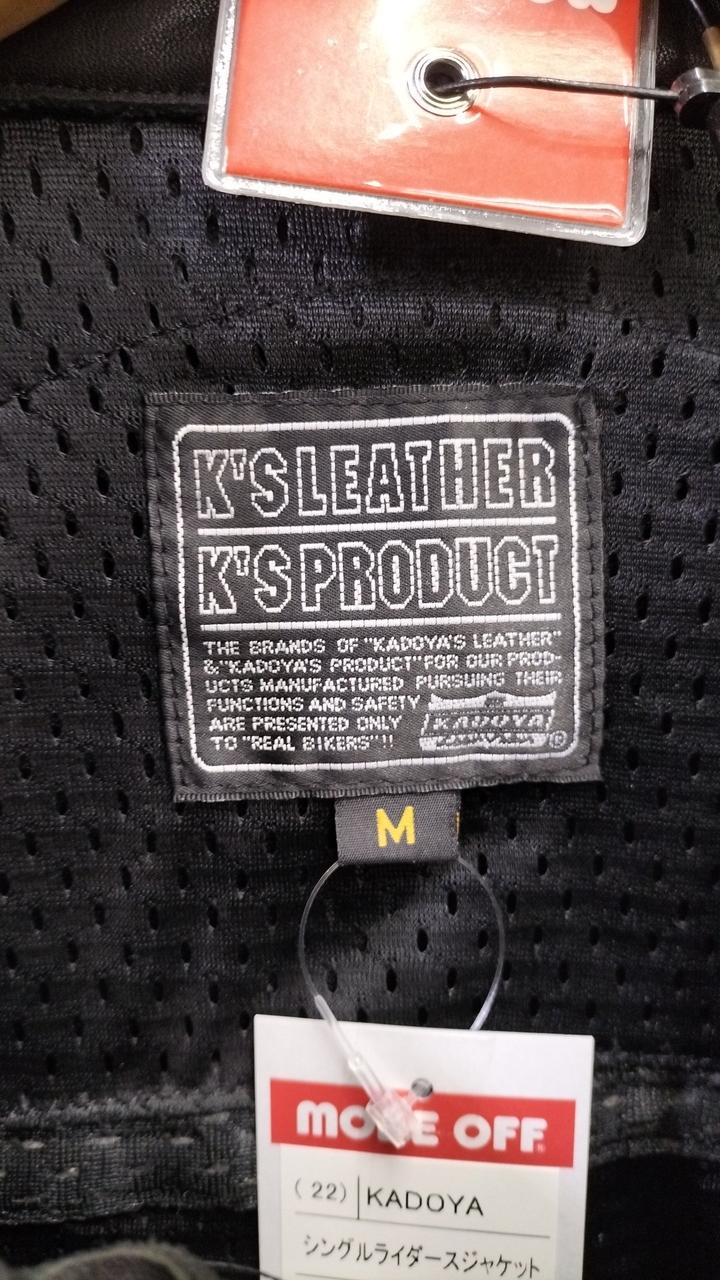 K'S LEATHER
K'S PRODUCT
THE BRANDS OF "KADOYA'S LEATHER"
& "KADOYA'S PRODUCT" FOR OUR PROD-
UCTS MANUFACTURED PURSUING THEIR
FUNCTIONS AND SAFETY
ARE PRESENTED ONLY
TO "REAL BIKERS"!!
KADOYA
®
M
MODE OFF
(22) KADOYA
シングルライダースジャケット